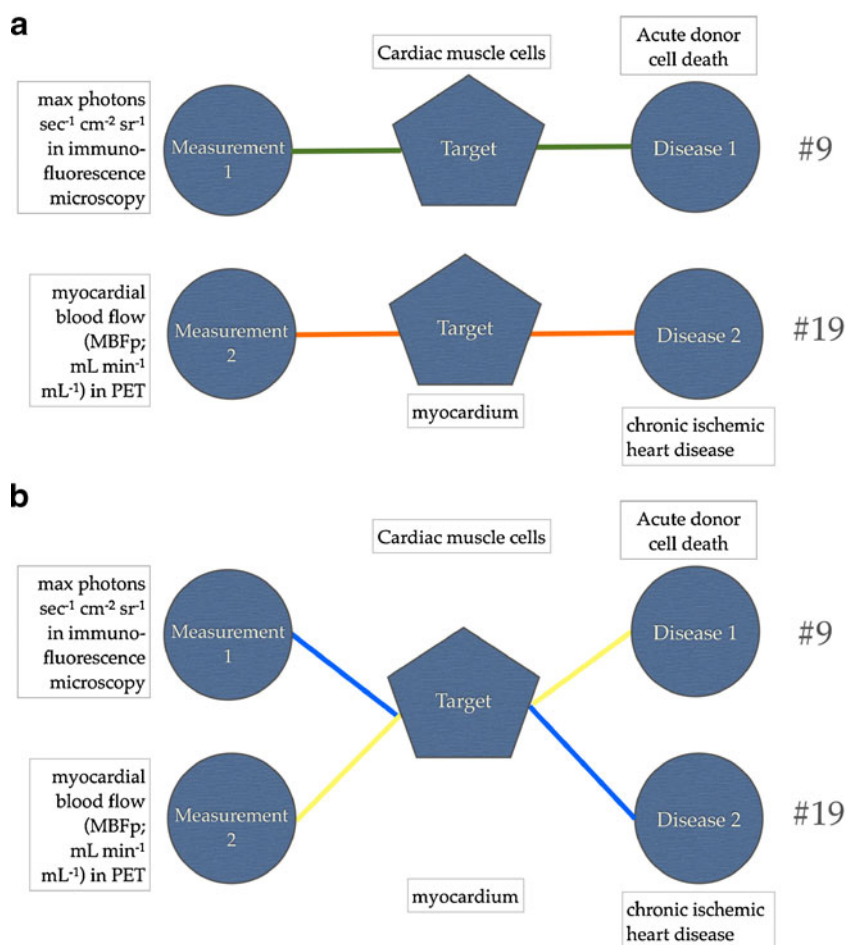 a
Cardiac muscle cells
Acute donor
cell death
max photons
sec⁻¹ cm⁻² sr⁻¹
in immuno-
fluorescence
microscopy
Measurement
1
Target
Disease 1
#9
myocardial
blood flow
(MBFp;
mL min⁻¹
mL⁻¹) in PET
Measurement
2
Target
Disease 2
#19
myocardium
chronic ischemic
heart disease
b
Cardiac muscle cells
Acute donor
cell death
max photons
sec⁻¹ cm⁻² sr⁻¹
in immuno-
fluorescence
microscopy
Measurement
1
Target
Disease 1
#9
myocardial
blood flow
(MBFp;
mL min⁻¹
mL⁻¹) in PET
Measurement
2
Disease 2
#19
myocardium
chronic ischemic
heart disease